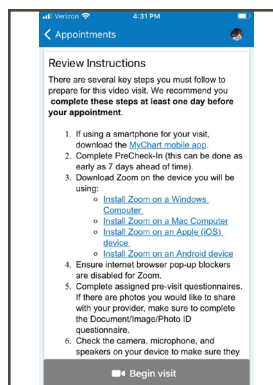 Verizon 4:31 PM
Appointments
Review Instructions
There are several key steps you must follow to
prepare for this video visit. We recommend you
complete these steps at least one day before
your appointment.
1. If using a smartphone for your visit,
download the MyChart mobile app.
2. Complete PreCheck-In (this can be done as
early as 7 days ahead of time).
3. Download Zoom on the device you will be
using:
○ Install Zoom on a Windows
Computer
○ Install Zoom on a Mac Computer
○ Install Zoom on an Apple (iOS)
device
○ Install Zoom on an Android device
4. Ensure internet browser pop-up blockers
are disabled for Zoom.
5. Complete assigned pre-visit questionnaires.
If there are photos you would like to share
with your provider, make sure to complete
the Document/Image/Photo ID
questionnaire.
6. Check the camera, microphone, and
speakers on your device to make sure they
Begin visit